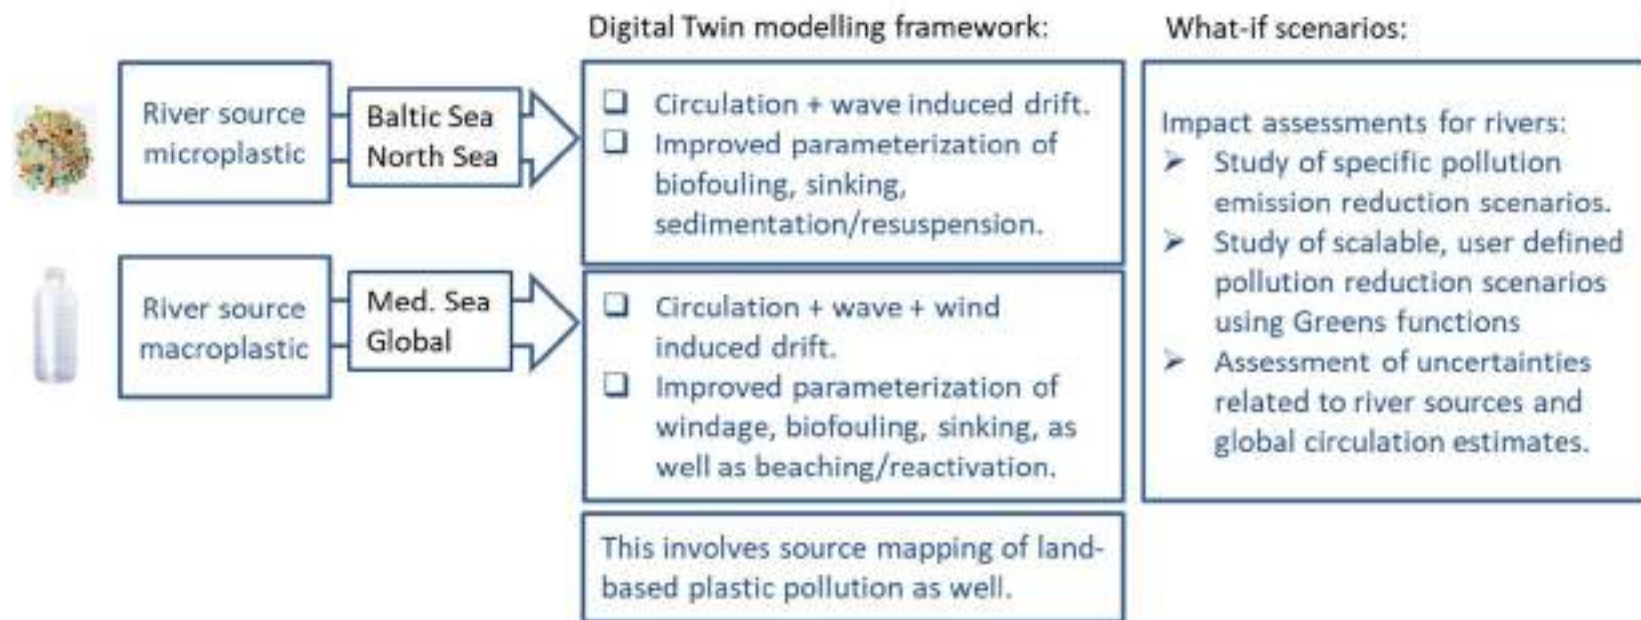 Digital Twin modelling framework:
What-if scenarios:
River source
microplastic
Baltic Sea
North Sea
❑ Circulation + wave induced drift.
❑ Improved parameterization of
biofouling, sinking,
sedimentation/resuspension.
River source
macroplastic
Med. Sea
Global
❑ Circulation + wave + wind
induced drift.
❑ Improved parameterization of
windage, biofouling, sinking, as
well as beaching/reactivation.
This involves source mapping of land-
based plastic pollution as well.
Impact assessments for rivers:
➢ Study of specific pollution
emission reduction scenarios.
➢ Study of scalable, user defined
pollution reduction scenarios
using Greens functions
➢ Assessment of uncertainties
related to river sources and
global circulation estimates.